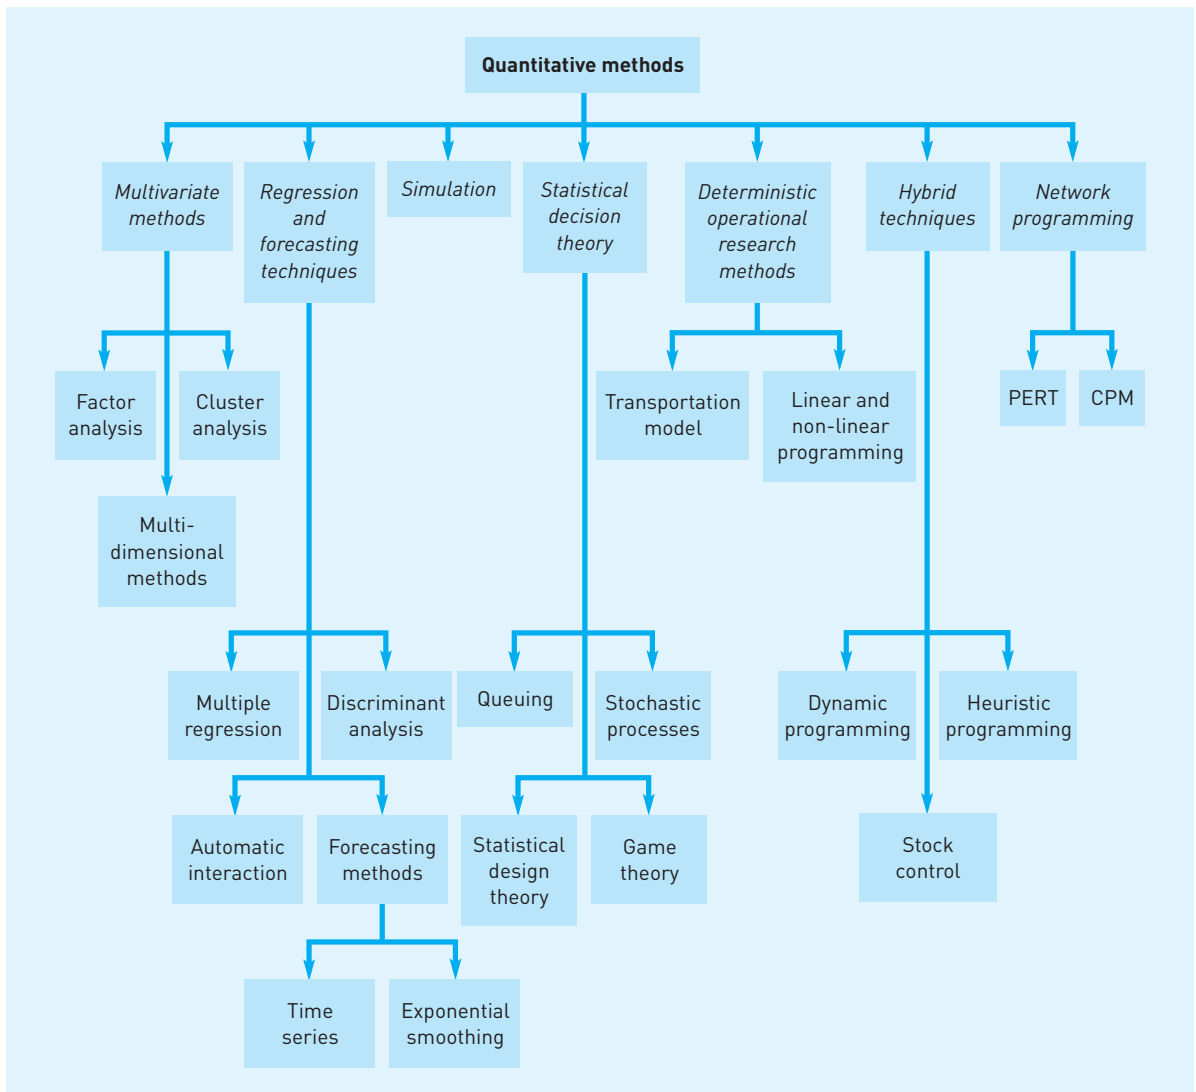 Quantitative methods
Multivariate
methods
Regression
and
forecasting
techniques
Simulation
Statistical
decision
theory
Deterministic
operational
research
methods
Hybrid
techniques
Network
programming
Factor
analysis
Cluster
analysis
Transportation
model
Linear and
non-linear
programming
PERT
CPM
Multi-
dimensional
methods
Multiple
regression
Discriminant
analysis
Queuing
Stochastic
processes
Dynamic
programming
Heuristic
programming
Automatic
interaction
Forecasting
methods
Statistical
design
theory
Game
theory
Stock
control
Time
series
Exponential
smoothing